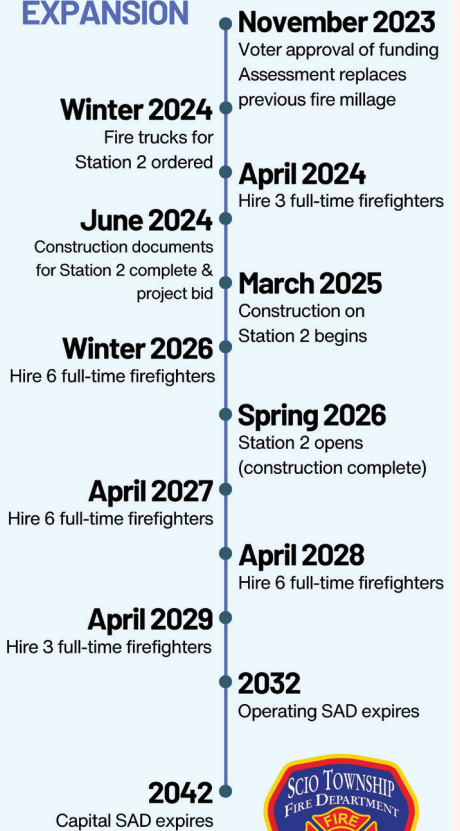 EXPANSION
November 2023
Voter approval of funding
Assessment replaces
previous fire millage
Winter 2024
Fire trucks for
Station 2 ordered
April 2024
Hire 3 full-time firefighters
June 2024
Construction documents
for Station 2 complete &
project bid
March 2025
Construction on
Station 2 begins
Winter 2026
Hire 6 full-time firefighters
Spring 2026
Station 2 opens
(construction complete)
April 2027
Hire 6 full-time firefighters
April 2028
Hire 6 full-time firefighters
April 2029
Hire 3 full-time firefighters
2032
Operating SAD expires
2042
Capital SAD expires
SCIO TOWNSHIP
FIRE DEPARTMENT
FIRE